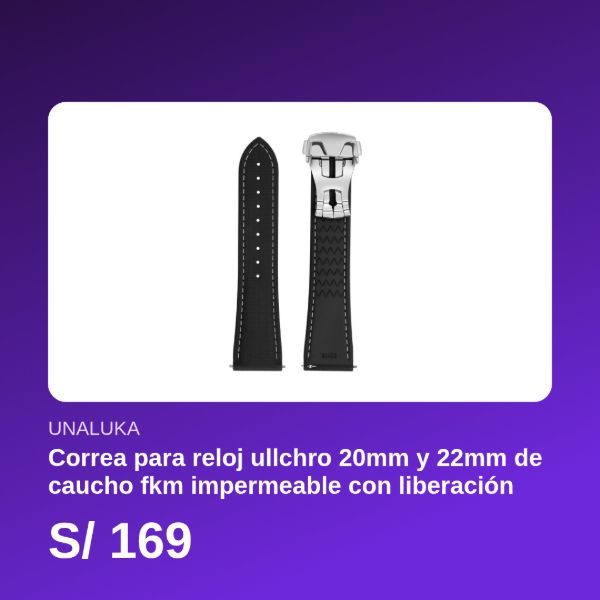 UNALUKA
Correa para reloj ullchro 20mm y 22mm de
caucho fkm impermeable con liberación
S/ 169